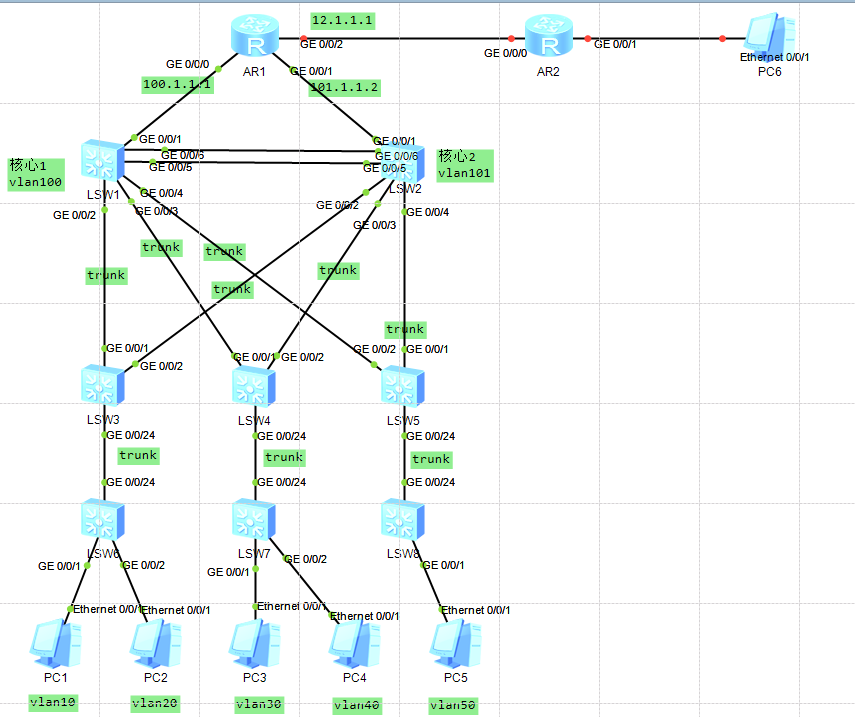 12.1.1.1
GE 0/0/2
GE 0/0/0
GE 0/0/1
Ethernet 0/0/1
AR1
AR2
PC6
GE 0/0/0
GE 0/0/1
100.1.1.1
101.1.1.2
GE 0/0/1
GE 0/0/1
核心1
vlan100
GE 0/0/6
GE 0/0/5
GE 0/0/6
GE 0/0/5
核心2
vlan101
LSW1
LSW2
GE 0/0/4
GE 0/0/3
GE 0/0/2
GE 0/0/2
GE 0/0/3
GE 0/0/4
trunk
trunk
trunk
trunk
trunk
trunk
GE 0/0/1
GE 0/0/2
GE 0/0/1
GE 0/0/2
GE 0/0/2
GE 0/0/1
LSW3
LSW4
LSW5
GE 0/0/24
GE 0/0/24
GE 0/0/24
trunk
trunk
trunk
GE 0/0/24
GE 0/0/24
GE 0/0/24
LSW6
LSW7
LSW8
GE 0/0/1
GE 0/0/2
GE 0/0/1
GE 0/0/2
GE 0/0/1
Ethernet 0/0/1
Ethernet 0/0/1
Ethernet 0/0/1
Ethernet 0/0/1
Ethernet 0/0/1
PC1
PC2
PC3
PC4
PC5
vlan10
vlan20
vlan30
vlan40
vlan50